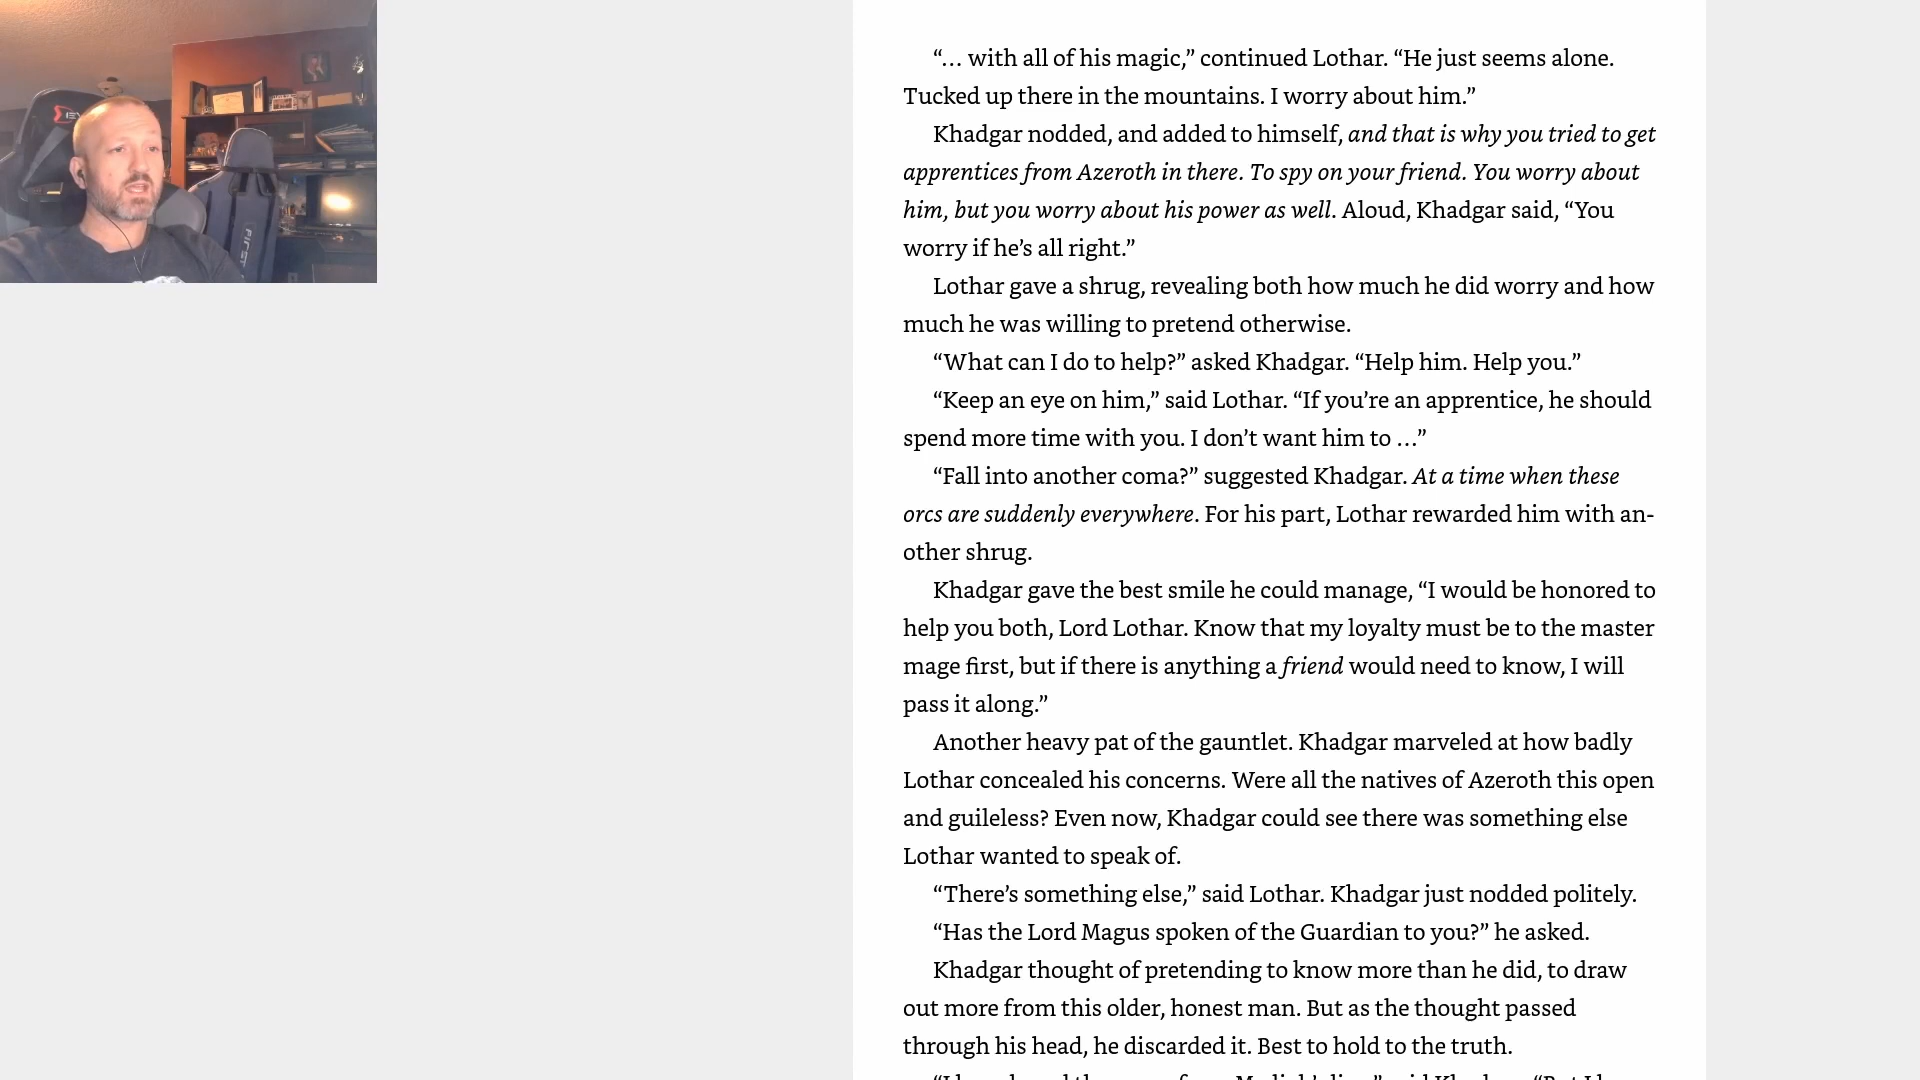 “… with all of his magic,” continued Lothar. “He just seems alone.
Tucked up there in the mountains. I worry about him.”
Khadgar nodded, and added to himself, and that is why you tried to get
apprentices from Azeroth in there. To spy on your friend. You worry about
him, but you worry about his power as well. Aloud, Khadgar said, “You
worry if he’s all right.”
Lothar gave a shrug, revealing both how much he did worry and how
much he was willing to pretend otherwise.
“What can I do to help?” asked Khadgar. “Help him. Help you.”
“Keep an eye on him,” said Lothar. “If you’re an apprentice, he should
spend more time with you. I don’t want him to …”
“Fall into another coma?” suggested Khadgar. At a time when these
orcs are suddenly everywhere. For his part, Lothar rewarded him with an-
other shrug.
Khadgar gave the best smile he could manage, “I would be honored to
help you both, Lord Lothar. Know that my loyalty must be to the master
mage first, but if there is anything a friend would need to know, I will
pass it along.”
Another heavy pat of the gauntlet. Khadgar marveled at how badly
Lothar concealed his concerns. Were all the natives of Azeroth this open
and guileless? Even now, Khadgar could see there was something else
Lothar wanted to speak of.
“There’s something else,” said Lothar. Khadgar just nodded politely.
“Has the Lord Magus spoken of the Guardian to you?” he asked.
Khadgar thought of pretending to know more than he did, to draw
out more from this older, honest man. But as the thought passed
through his head, he discarded it. Best to hold to the truth.